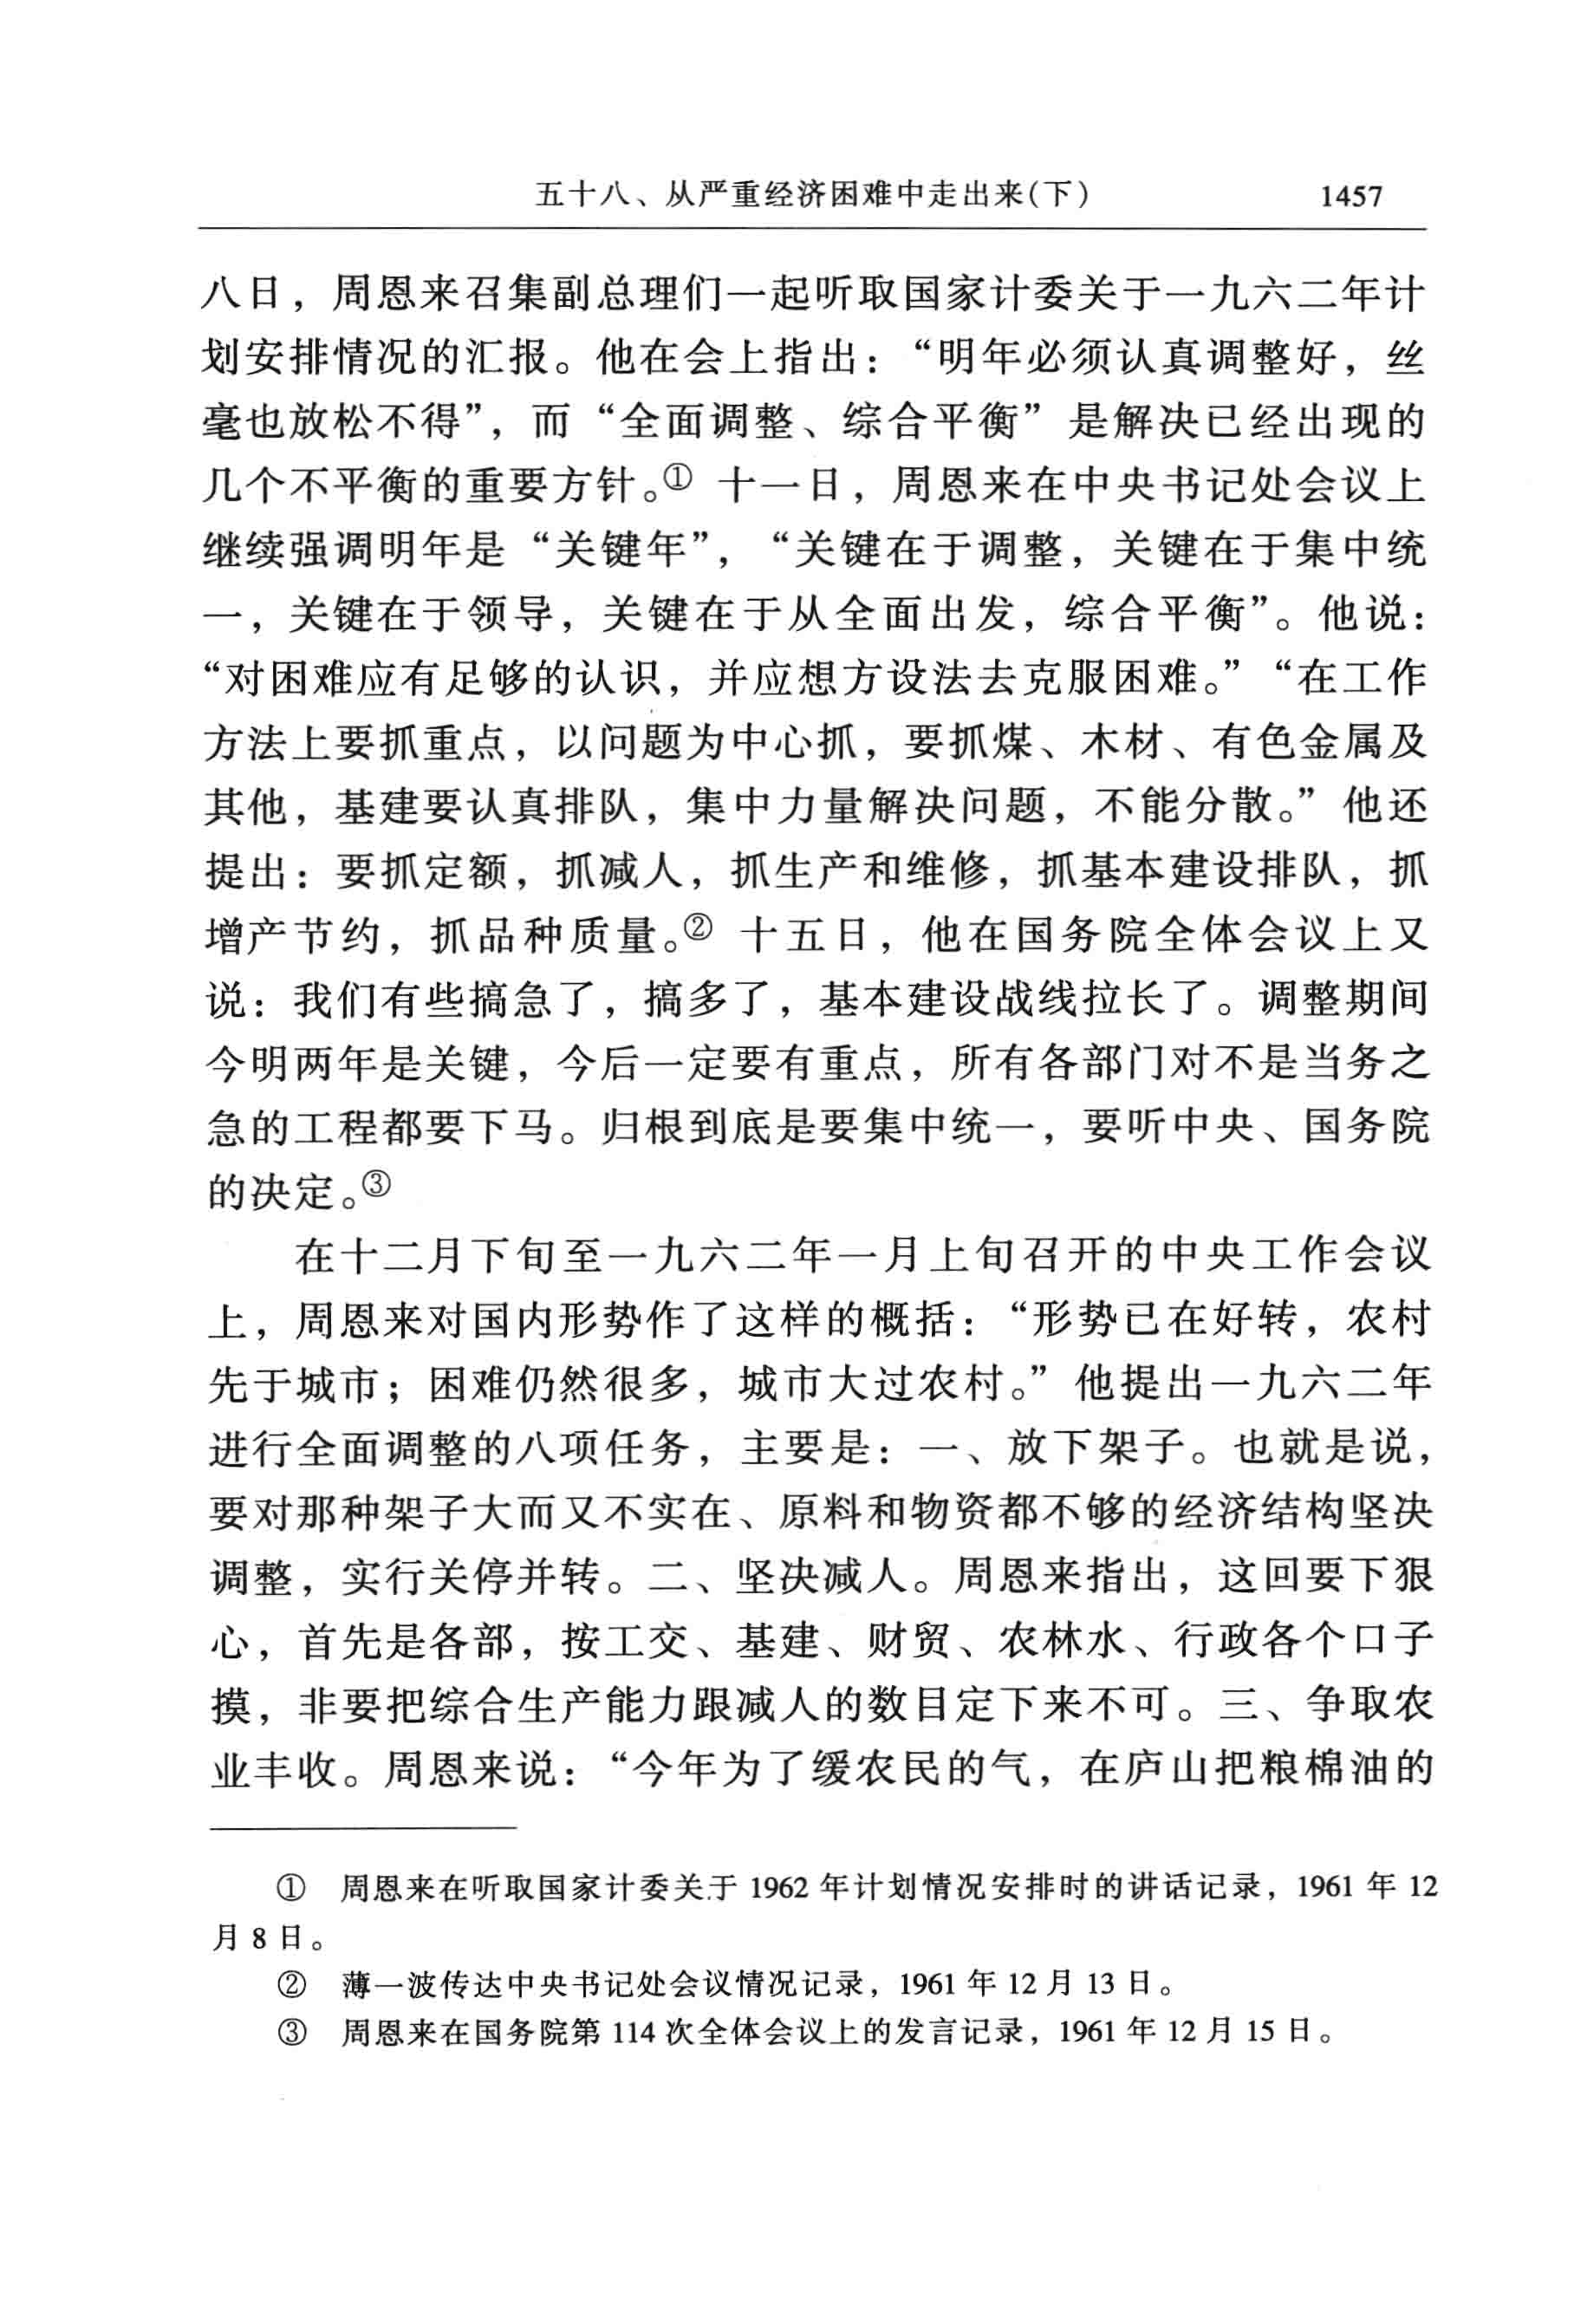 五十八、从严重经济困难中走出来(下) 1457
八日，周恩来召集副总理们一起听取国家计委关于一九六二年计
划安排情况的汇报。他在会上指出：“明年必须认真调整好，丝
毫也放松不得”，而“全面调整、综合平衡”是解决已经出现的
几个不平衡的重要方针。① 十一日，周恩来在中央书记处会议上
继续强调明年是“关键年”，“关键在于调整，关键在于集中统
一，关键在于领导，关键在于从全面出发，综合平衡”。他说：
“对困难应有足够的认识，并应想方设法去克服困难。”“在工作
方法上要抓重点，以问题为中心抓，要抓煤、木材、有色金属及
其他，基建要认真排队，集中力量解决问题，不能分散。”他还
提出：要抓定额，抓减人，抓生产和维修，抓基本建设排队，抓
增产节约，抓品种质量。② 十五日，他在国务院全体会议上又
说：我们有些搞急了，搞多了，基本建设战线拉长了。调整期间
今明两年是关键，今后一定要有重点，所有各部门对不是当务之
急的工程都要下马。归根到底是要集中统一，要听中央、国务院
的决定。③
在十二月下旬至一九六二年一月上旬召开的中央工作会议
上，周恩来对国内形势作了这样的概括：“形势已在好转，农村
先于城市；困难仍然很多，城市大过农村。”他提出一九六二年
进行全面调整的八项任务，主要是：一、放下架子。也就是说，
要对那种架子大而又不实在、原料和物资都不够的经济结构坚决
调整，实行关停并转。二、坚决减人。周恩来指出，这回要下狠
心，首先是各部，按工交、基建、财贸、农林水、行政各个口子
摸，非要把综合生产能力跟减人的数目定下来不可。三、争取农
业丰收。周恩来说：“今年为了缓农民的气，在庐山把粮棉油的
① 周恩来在听取国家计委关于 1962 年计划情况安排时的讲话记录，1961 年 12
月 8 日。
② 薄一波传达中央书记处会议情况记录，1961 年 12 月 13 日。
③ 周恩来在国务院第 114 次全体会议上的发言记录，1961 年 12 月 15 日。